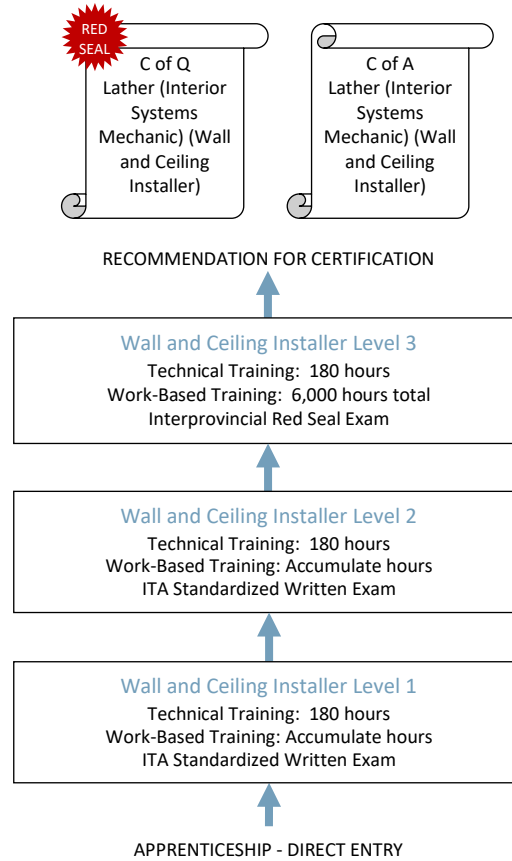 RED
SEAL
C of Q
Lather (Interior
Systems
Mechanic) (Wall
and Ceiling
Installer)
C of A
Lather (Interior
Systems
Mechanic) (Wall
and Ceiling
Installer)
RECOMMENDATION FOR CERTIFICATION
Wall and Ceiling Installer Level 3
Technical Training: 180 hours
Work-Based Training: 6,000 hours total
Interprovincial Red Seal Exam
Wall and Ceiling Installer Level 2
Technical Training: 180 hours
Work-Based Training: Accumulate hours
ITA Standardized Written Exam
Wall and Ceiling Installer Level 1
Technical Training: 180 hours
Work-Based Training: Accumulate hours
ITA Standardized Written Exam
APPRENTICESHIP - DIRECT ENTRY